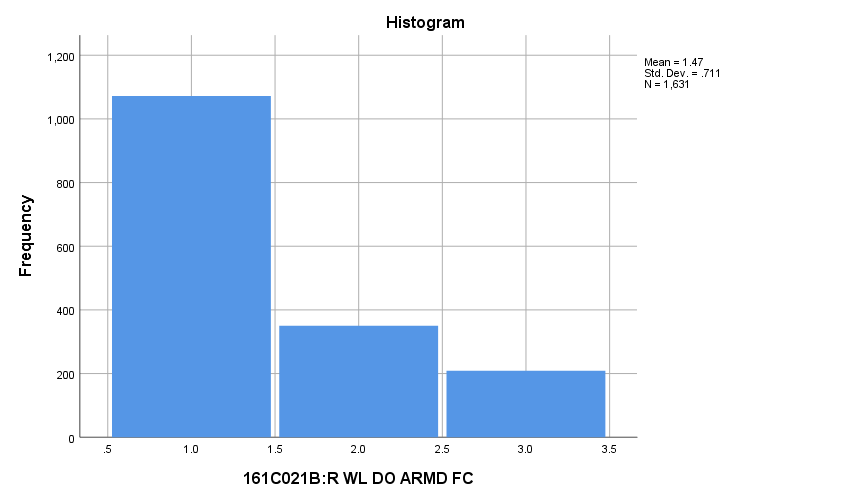 Histogram
Mean = 1.47
Std. Dev. = .711
N = 1,631
Frequency
1,200
1,000
800
600
400
200
0
.5 1.0 1.5 2.0 2.5 3.0 3.5
161C021B:R WL DO ARMD FC